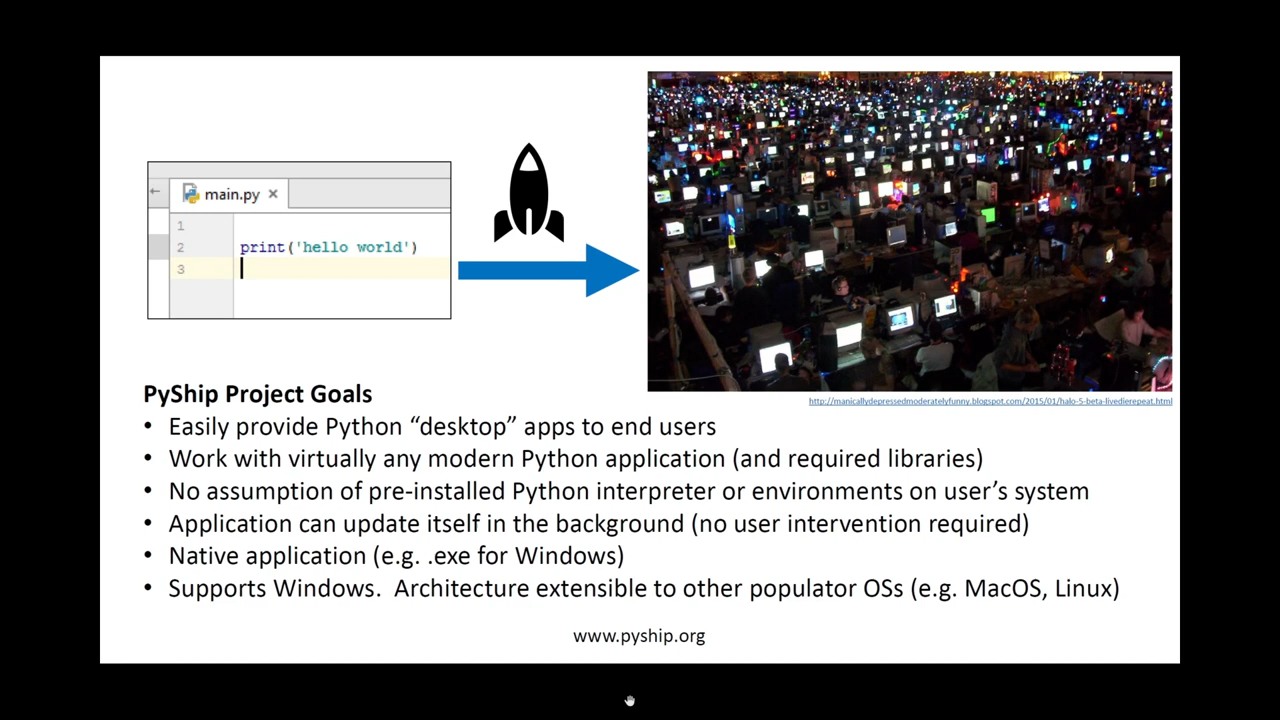 main.py ×
1
2 print('hello world')
3
http://manicallydepressedmoderatelyfunny.blogspot.com/2015/01/halo-5-beta-livedierepeat.html
PyShip Project Goals
• Easily provide Python “desktop” apps to end users
• Work with virtually any modern Python application (and required libraries)
• No assumption of pre-installed Python interpreter or environments on user’s system
• Application can update itself in the background (no user intervention required)
• Native application (e.g. .exe for Windows)
• Supports Windows.  Architecture extensible to other populator OSs (e.g. MacOS, Linux)
www.pyship.org